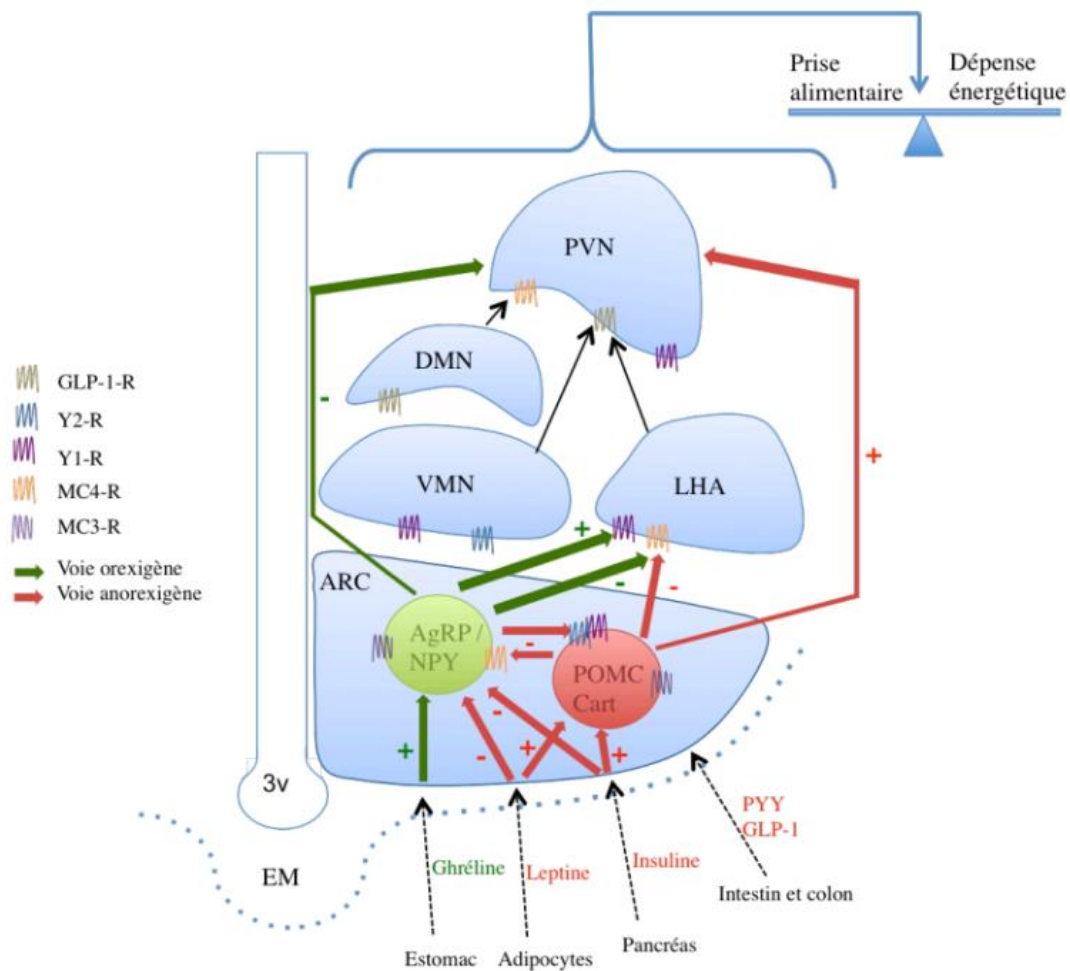 Prise
alimentaire
Dépense
énergétique
PVN
DMN
GLP-1-R
Y2-R
Y1-R
MC4-R
MC3-R
Voie orexigène
Voie anorexigène
-
+
VMN
LHA
+
-
-
ARC
AgRP /
NPY
-
POMC
Cart
-
+
-
+
+
3v
EM
PYY
GLP-1
Ghréline
Leptine
Insuline
Intestin et colon
Estomac
Adipocytes
Pancréas